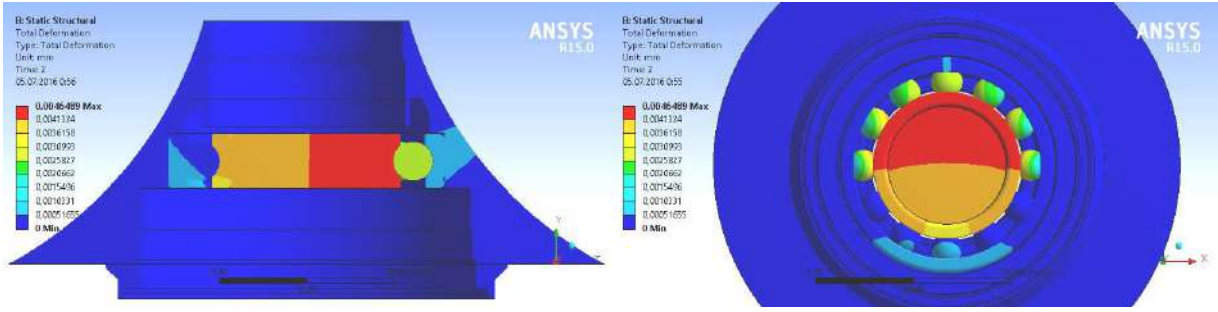 B: Static Structural
Total Deformation
Type: Total Deformation
Unit: mm
Time: 2
05.07.2016 0:56
0,0046489 Max
0,0041324
0,0036158
0,0030993
0,0025827
0,0020662
0,0015496
0,0010331
0,00051655
0 Min
ANSYS
R15.0
Y
B: Static Structural
Total Deformation
Type: Total Deformation
Unit: mm
Time: 2
05.07.2016 0:55
0,0046489 Max
0,0041324
0,0036158
0,0030993
0,0025827
0,0020662
0,0015496
0,0010331
0,00051655
0 Min
ANSYS
R15.0
X